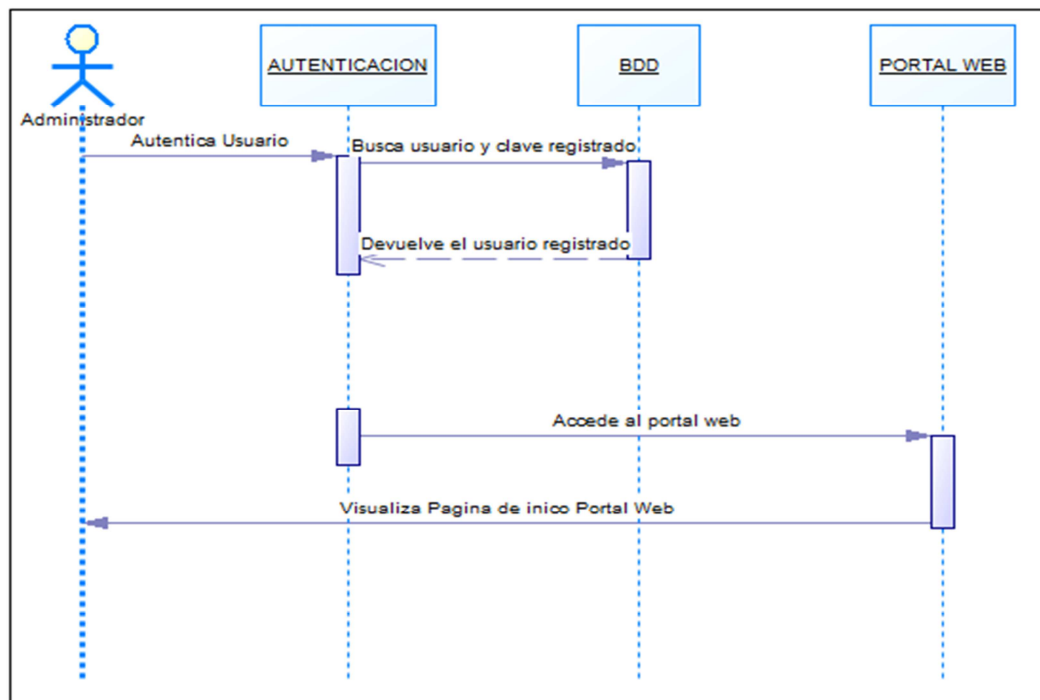 AUTENTICACION
BDD
PORTAL WEB
Administrador
Autentica Usuario
Busca usuario y clave registrado
Devuelve el usuario registrado
Accede al portal web
Visualiza Pagina de inico Portal Web